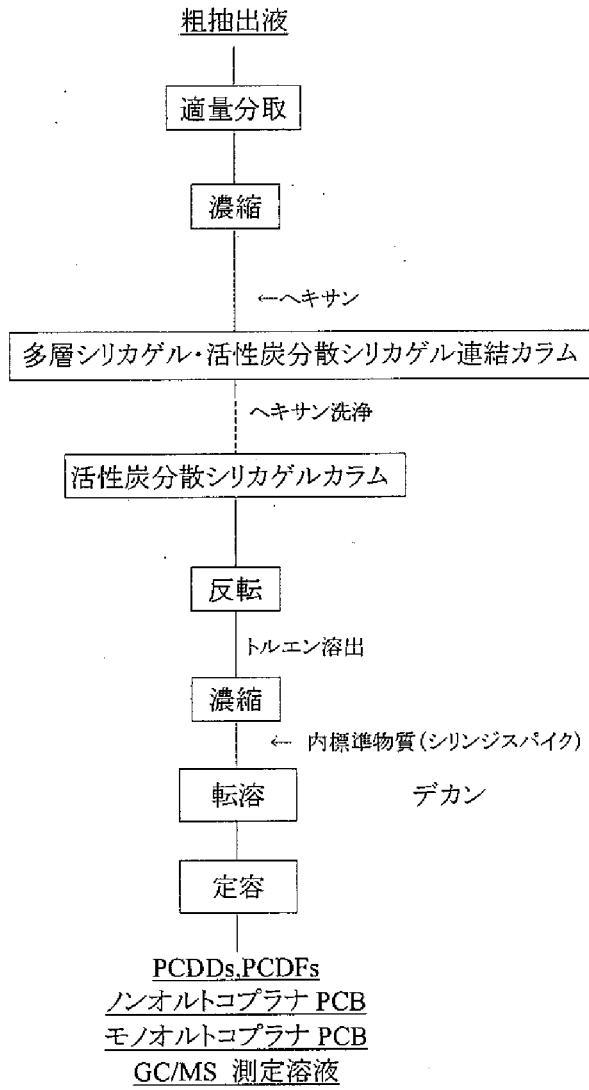 粗抽出液
適量分取
濃縮
←ヘキサン
多層シリカゲル・活性炭分散シリカゲル連結カラム
ヘキサン洗浄
活性炭分散シリカゲルカラム
反転
トルエン溶出
濃縮
← 内標準物質(シリンジスパイク)
転溶 デカン
定容
PCDDs,PCDFs
ノンオルトコプラナ PCB
モノオルトコプラナ PCB
GC/MS 測定溶液